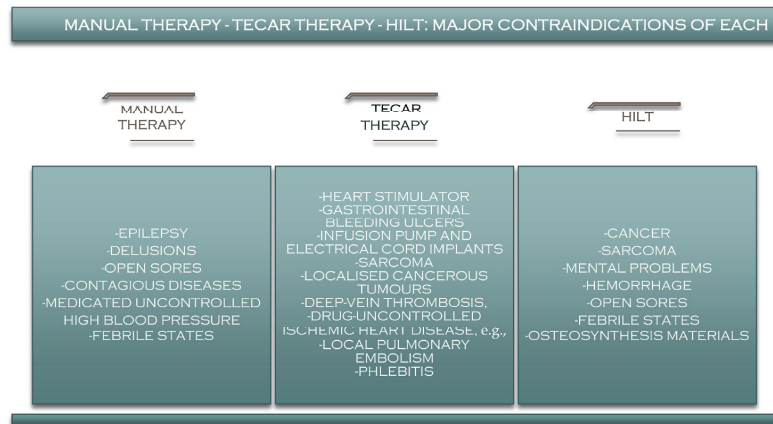 MANUAL THERAPY - TECAR THERAPY - HILT: MAJOR CONTRAINDICATIONS OF EACH
MANUAL
THERAPY
TECAR
THERAPY
HILT
-EPILEPSY
-DELUSIONS
-OPEN SORES
-CONTAGIOUS DISEASES
-MEDICATED UNCONTROLLED
HIGH BLOOD PRESSURE
-FEBRILE STATES
-HEART STIMULATOR
-GASTROINTESTINAL
BLEEDING ULCERS
-INFUSION PUMP AND
ELECTRICAL CORD IMPLANTS
-SARCOMA
-LOCALISED CANCEROUS
TUMOURS
-DEEP-VEIN THROMBOSIS,
-DRUG-UNCONTROLLED
ISCHEMIC HEART DISEASE, e.g.,
-LOCAL PULMONARY
EMBOLISM
-PHLEBITIS
-CANCER
-SARCOMA
-MENTAL PROBLEMS
-HEMORRHAGE
-OPEN SORES
-FEBRILE STATES
-OSTEOSYNTHESIS MATERIALS